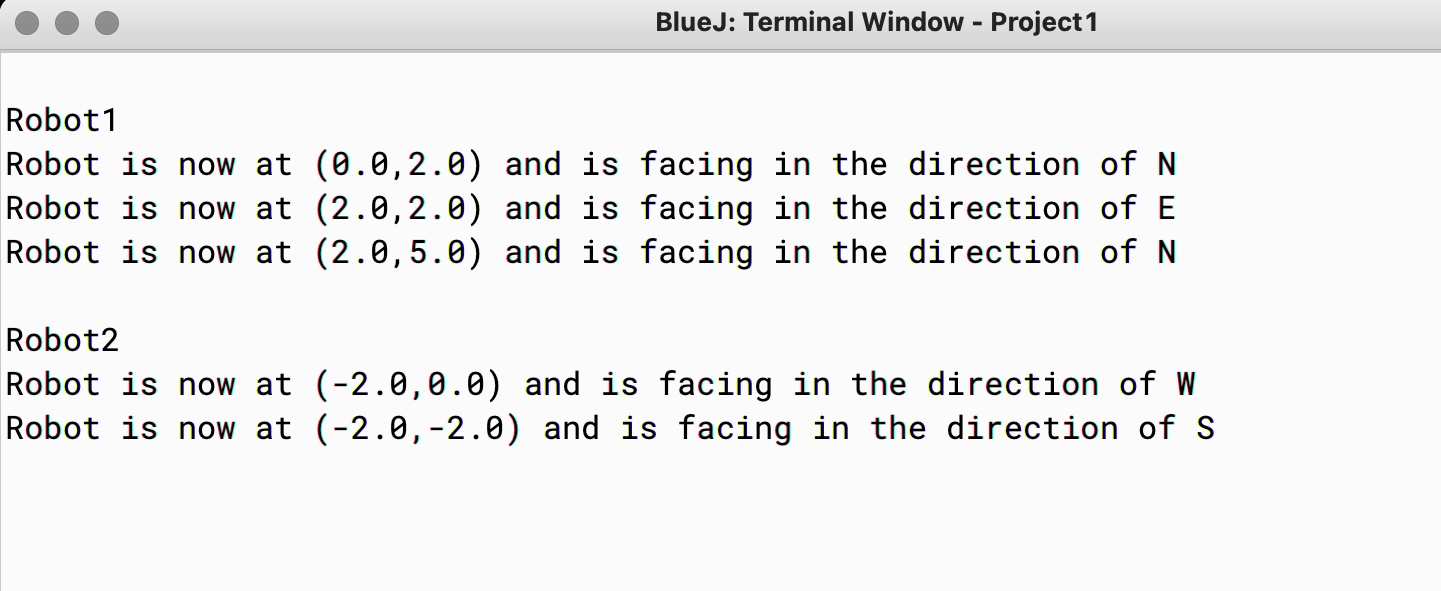 BlueJ: Terminal Window - Project1
Robot1
Robot is now at (0.0,2.0) and is facing in the direction of N
Robot is now at (2.0,2.0) and is facing in the direction of E
Robot is now at (2.0,5.0) and is facing in the direction of N
Robot2
Robot is now at (-2.0,0.0) and is facing in the direction of W
Robot is now at (-2.0,-2.0) and is facing in the direction of S